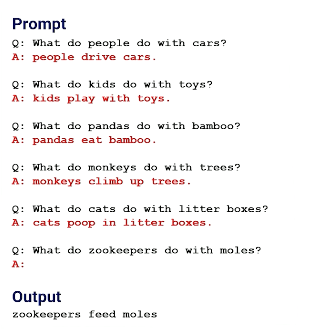 Prompt
Q: What do people do with cars?
A: people drive cars.
Q: What do kids do with toys?
A: kids play with toys.
Q: What do pandas do with bamboo?
A: pandas eat bamboo.
Q: What do monkeys do with trees?
A: monkeys climb up trees.
Q: What do cats do with litter boxes?
A: cats poop in litter boxes.
Q: What do zookeepers do with moles?
A:
Output
zookeepers feed moles